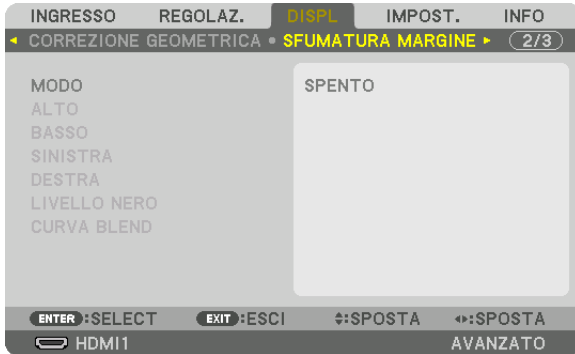 INGRESSO REGOLAZ. DISPL IMPOST. INFO
CORREZIONE GEOMETRICA • SFUMATURA MARGINE 2/3
MODO SPENTO
ALTO
BASSO
SINISTRA
DESTRA
LIVELLO NERO
CURVA BLEND
ENTER :SELECT EXIT :ESCI :SPOSTA :SPOSTA
HDMI1 AVANZATO